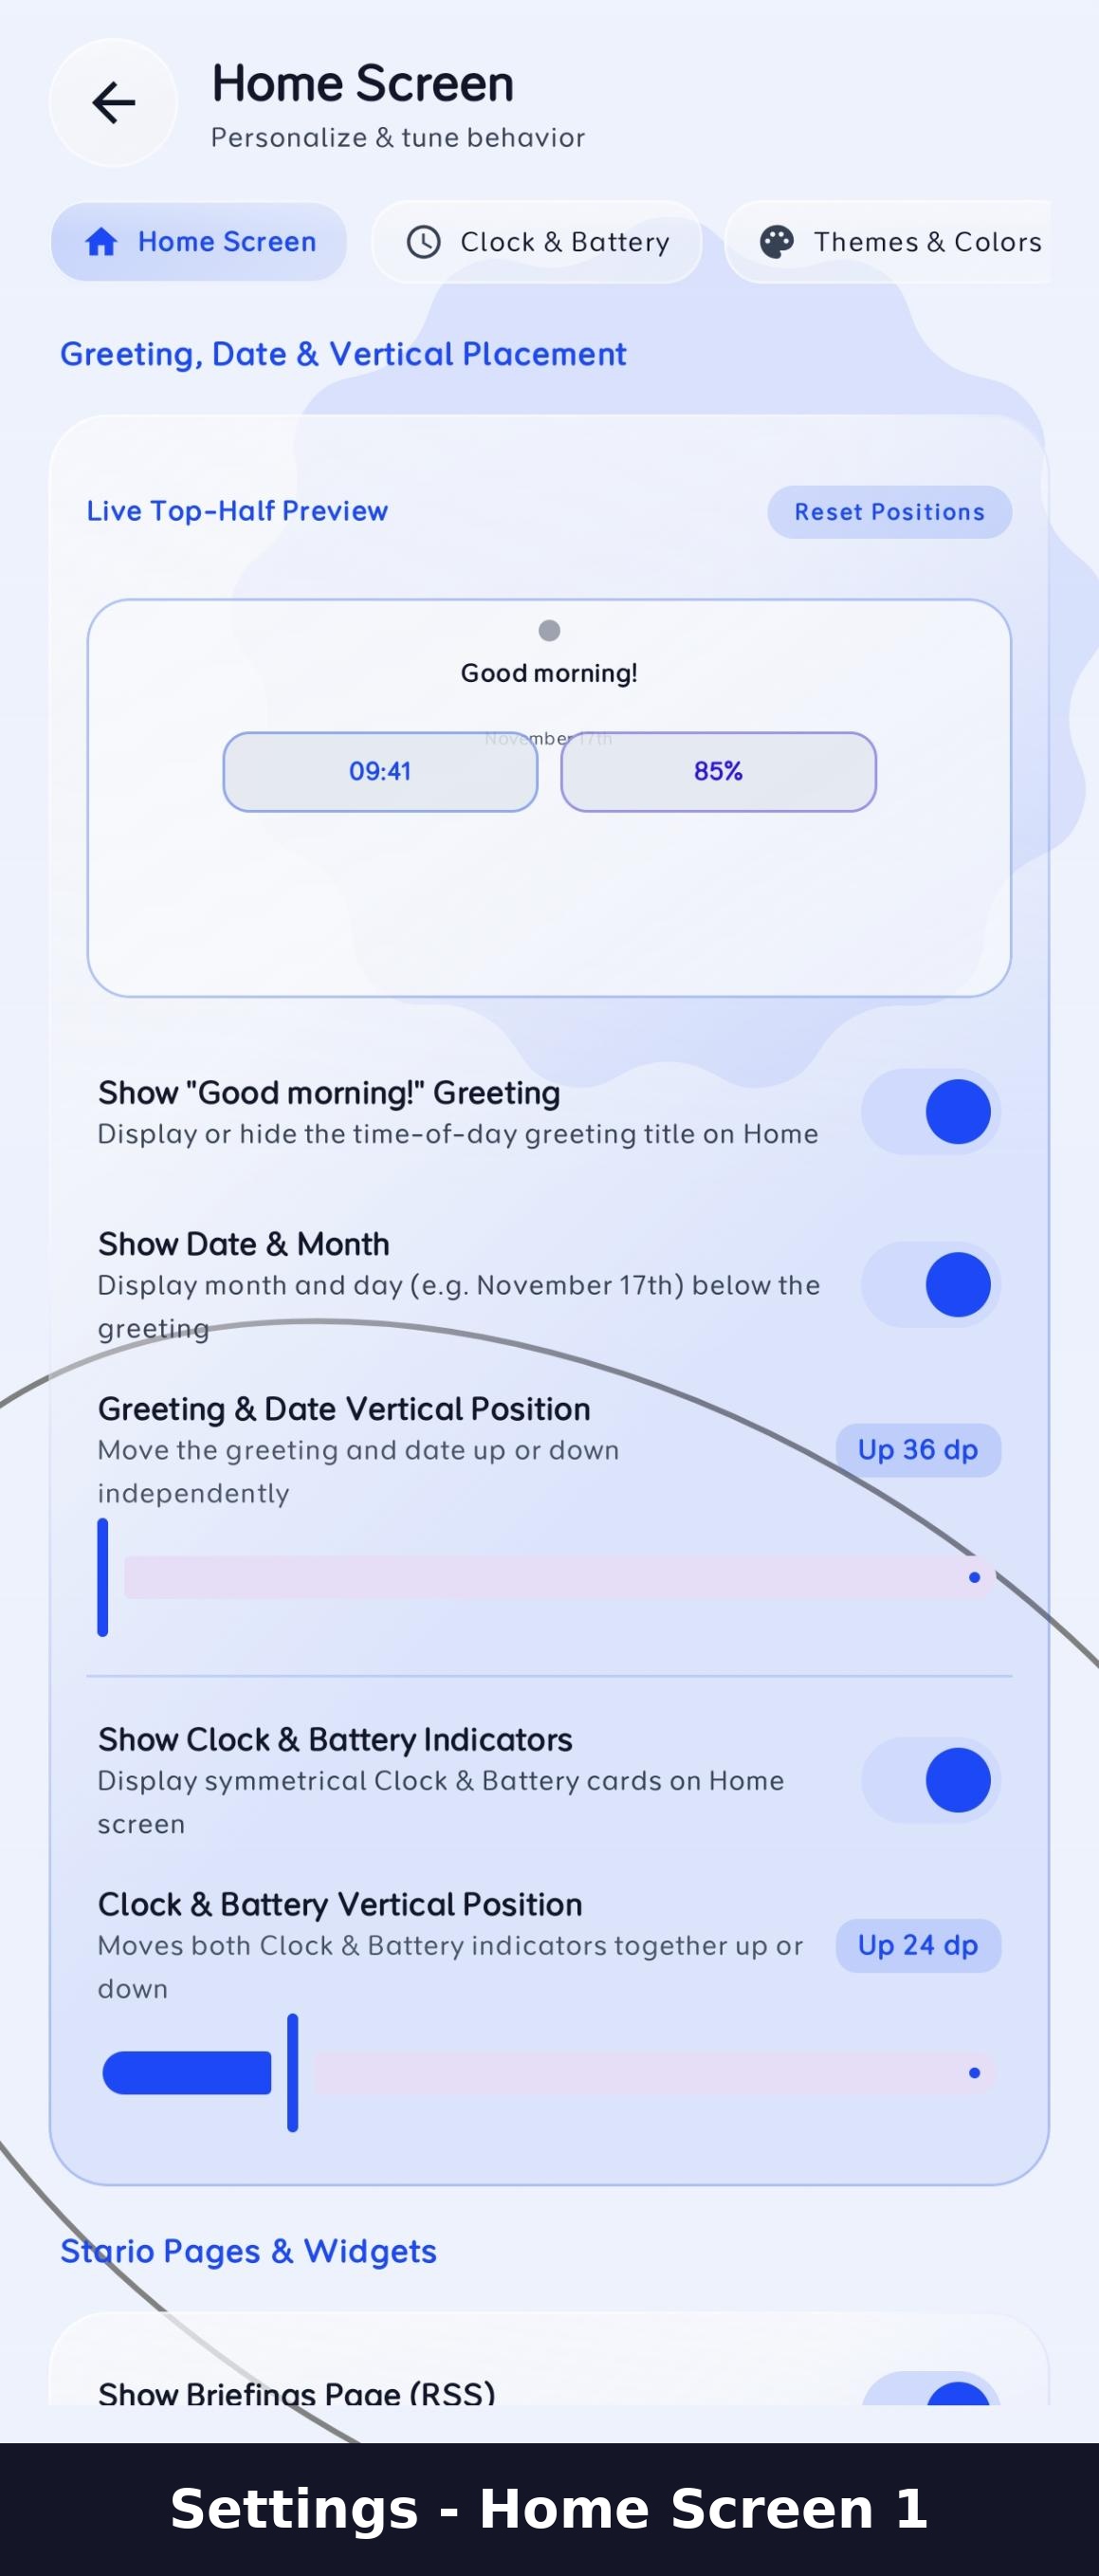 Home Screen
Personalize & tune behavior
Home Screen
Clock & Battery
Themes & Colors
Greeting, Date & Vertical Placement
Live Top-Half Preview
Reset Positions
Good morning!
November 17th
09:41
85%
Show "Good morning!" Greeting
Display or hide the time-of-day greeting title on Home
Show Date & Month
Display month and day (e.g. November 17th) below the
greeting
Greeting & Date Vertical Position
Move the greeting and date up or down
independently
Up 36 dp
Show Clock & Battery Indicators
Display symmetrical Clock & Battery cards on Home
screen
Clock & Battery Vertical Position
Moves both Clock & Battery indicators together up or
down
Up 24 dp
Stario Pages & Widgets
Show Briefings Page (RSS)
Settings - Home Screen 1